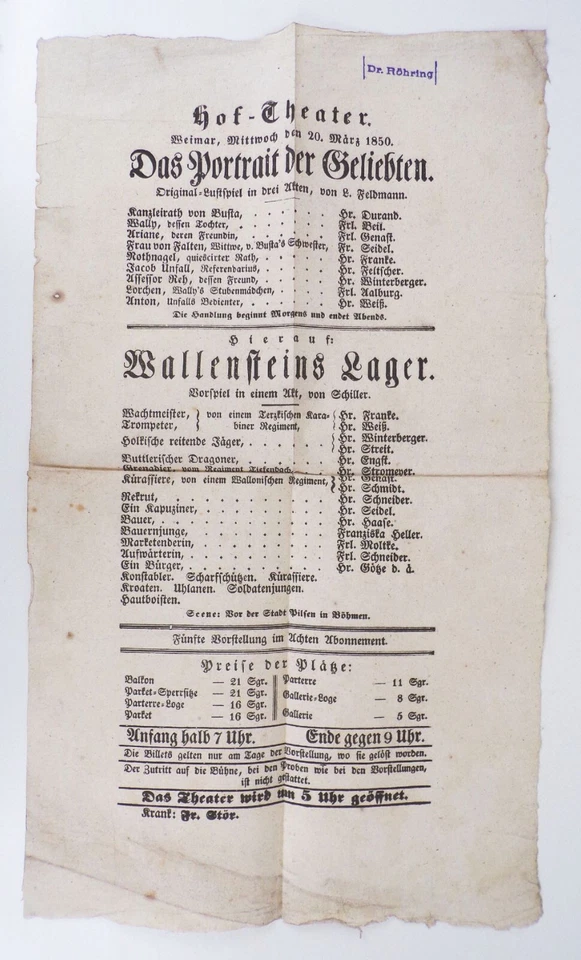 Dr. Röhring
Hof-Theater.
Weimar, Mittwoch den 20. März 1850.
Das Portrait der Geliebten.
Original-Lustspiel in drei Akten, von L. Feldmann.
Kanzleirath von Busta, . . . . . . Hr. Durand.
Wally, dessen Tochter, . . . . . . Frl. Beil.
Ariane, deren Freundin, . . . . . . Frl. Genast.
Frau von Falten, Wittwe, v. Busta's Schwester, Fr. Seidel.
Nothnagel, quiescirter Rath, . . . . . . Hr. Franke.
Jacob Unfall, Referendarius, . . . . . . Hr. Feltscher.
Assessor Reh, dessen Freund, . . . . . . Hr. Winterberger.
Lorchen, Wally's Stubenmädchen, . . . . . Frl. Aalburg.
Anton, Unfalls Bedienter, . . . . . . Hr. Weiß.
Die Handlung beginnt Morgens und endet Abends.
Hierauf:
Wallensteins Lager.
Vorspiel in einem Akt, von Schiller.
Wachtmeister, } von einem Terzkischen Kara- { Hr. Franke.
Trompeter, } biner Regiment, { Hr. Weiß.
Holkische reitende Jäger, . . . . . { Hr. Winterberger.
{ Hr. Streit.
Buttlerischer Dragoner, . . . . . . Hr. Engst.
Grenadier, vom Regiment Tiefenbach, . . . Hr. Stromeyer.
Kürassiere, von einem Wallonischen Regiment, } Hr. Genast.
} Hr. Schmidt.
Rekrut, . . . . . . . . . Hr. Schneider.
Ein Kapuziner, . . . . . . . Hr. Seidel.
Bauer, . . . . . . . . . Hr. Haase.
Bauernjunge, . . . . . . . Franziska Heller.
Marketenderin, . . . . . . . Frl. Moltke.
Aufwärterin, . . . . . . . Frl. Schneider.
Ein Bürger, . . . . . . . Hr. Götze d. ä.
Konstabler. Scharfschützen. Kürassiere.
Kroaten. Uhlanen. Soldatenjungen.
Hautboisten.
Scene: Vor der Stadt Pilsen in Böhmen.
Fünfte Vorstellung im Achten Abonnement.
Preise der Plätze:
Balkon — 21 Sgr. Parterre — 11 Sgr.
Parket-Sperrsitze — 21 Sgr.
Parterre-Loge — 16 Sgr. Gallerie-Loge — 8 Sgr.
Parket — 16 Sgr. Gallerie — 5 Sgr.
Anfang halb 7 Uhr. Ende gegen 9 Uhr.
Die Billets gelten nur am Tage der Vorstellung, wo sie gelöst worden.
Der Zutritt auf die Bühne, bei den Proben wie bei den Vorstellungen,
ist nicht gestattet.
Das Theater wird um 5 Uhr geöffnet.
Krank: Fr. Stör.